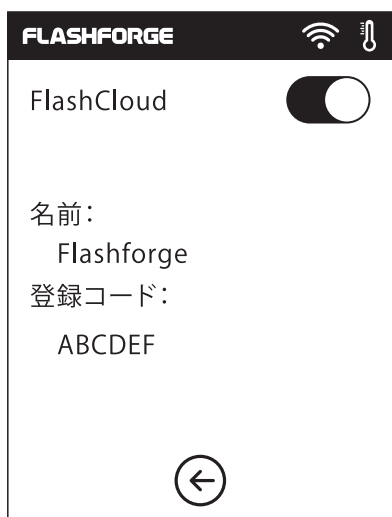 FLASHFORGE
FlashCloud
名前：
Flashforge
登録コード：
ABCDEF